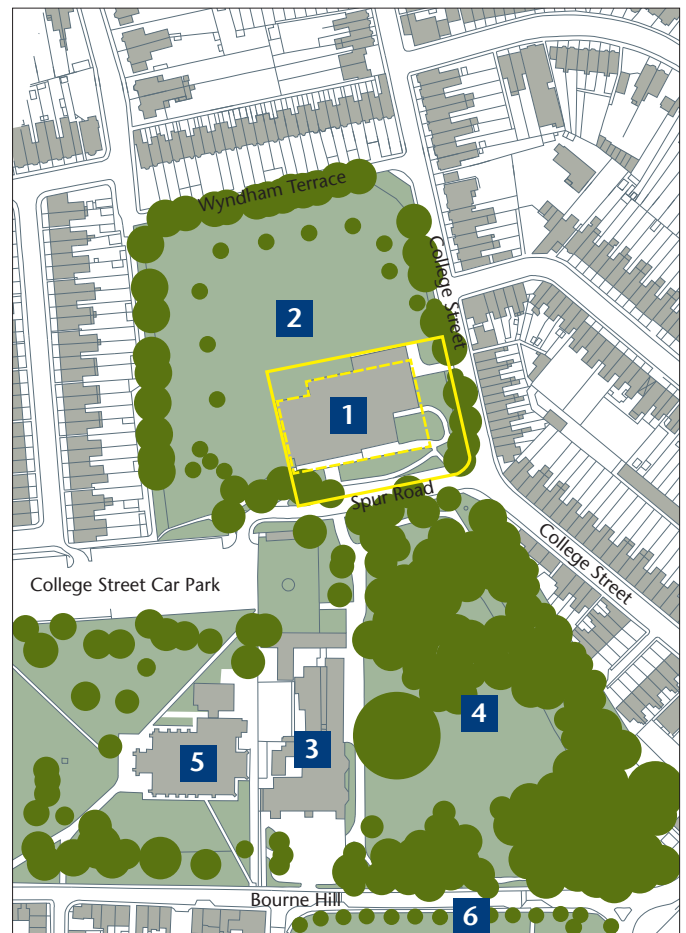 Wyndham Terrace
College Street
2
1
Spur Road
College Street
College Street Car Park
4
3
5
Bourne Hill
6